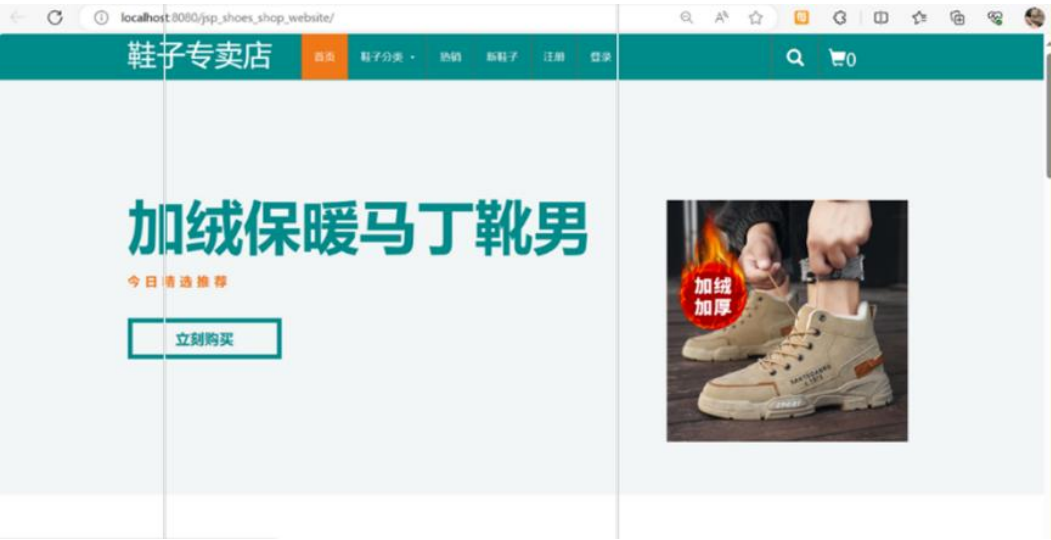 localhost:8080/jsp_shoes_shop_website/
鞋子专卖店 首页 鞋子分类 热销 新鞋子 注册 登录 0
加绒保暖马丁靴男
今日精选推荐
立刻购买
加绒
加厚